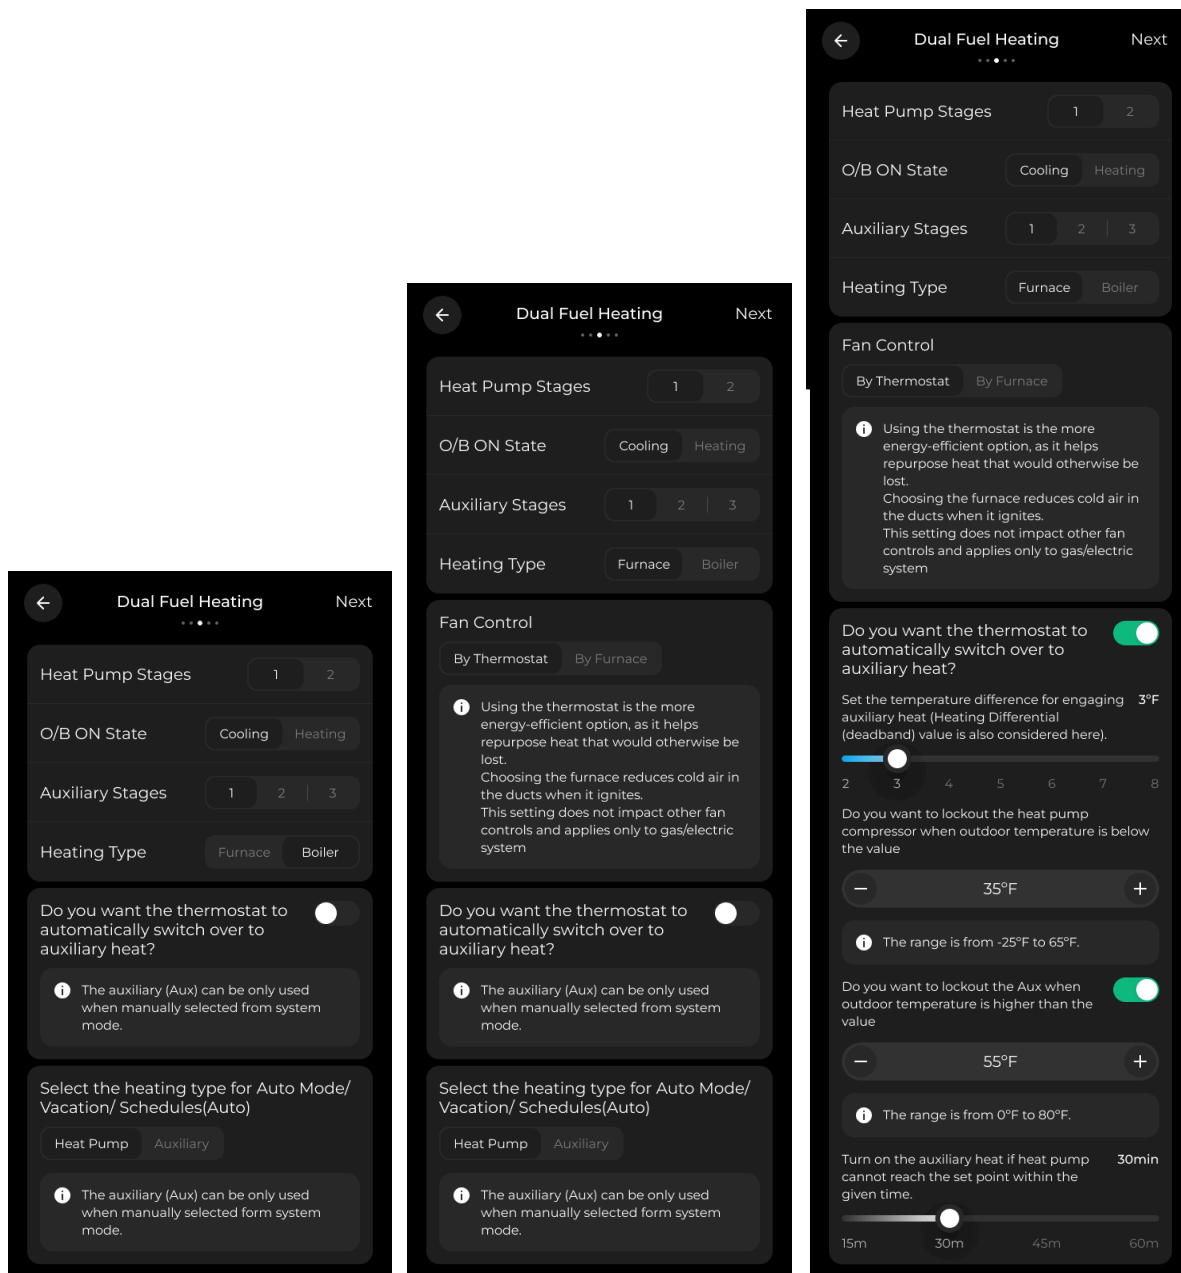 Dual Fuel Heating Next
Heat Pump Stages 1 2
O/B ON State Cooling Heating
Auxiliary Stages 1 2 3
Heating Type Furnace Boiler
Do you want the thermostat to
automatically switch over to
auxiliary heat?
The auxiliary (Aux) can be only used
when manually selected from system
mode.
Select the heating type for Auto Mode/
Vacation/ Schedules(Auto)
Heat Pump Auxiliary
The auxiliary (Aux) can be only used
when manually selected form system
mode.
Dual Fuel Heating Next
Heat Pump Stages 1 2
O/B ON State Cooling Heating
Auxiliary Stages 1 2 3
Heating Type Furnace Boiler
Fan Control
By Thermostat By Furnace
Using the thermostat is the more
energy-efficient option, as it helps
repurpose heat that would otherwise be
lost.
Choosing the furnace reduces cold air in
the ducts when it ignites.
This setting does not impact other fan
controls and applies only to gas/electric
system
Do you want the thermostat to
automatically switch over to
auxiliary heat?
The auxiliary (Aux) can be only used
when manually selected from system
mode.
Select the heating type for Auto Mode/
Vacation/ Schedules(Auto)
Heat Pump Auxiliary
The auxiliary (Aux) can be only used
when manually selected form system
mode.
Dual Fuel Heating Next
Heat Pump Stages 1 2
O/B ON State Cooling Heating
Auxiliary Stages 1 2 3
Heating Type Furnace Boiler
Fan Control
By Thermostat By Furnace
Using the thermostat is the more
energy-efficient option, as it helps
repurpose heat that would otherwise be
lost.
Choosing the furnace reduces cold air in
the ducts when it ignites.
This setting does not impact other fan
controls and applies only to gas/electric
system
Do you want the thermostat to
automatically switch over to
auxiliary heat?
Set the temperature difference for engaging 3°F
auxiliary heat (Heating Differential
(deadband) value is also considered here).
2 3 4 5 6 7 8
Do you want to lockout the heat pump
compressor when outdoor temperature is below
the value
− 35°F +
The range is from -25°F to 65°F.
Do you want to lockout the Aux when
outdoor temperature is higher than the
value
− 55°F +
The range is from 0°F to 80°F.
Turn on the auxiliary heat if heat pump 30min
cannot reach the set point within the
given time.
15m 30m 45m 60m